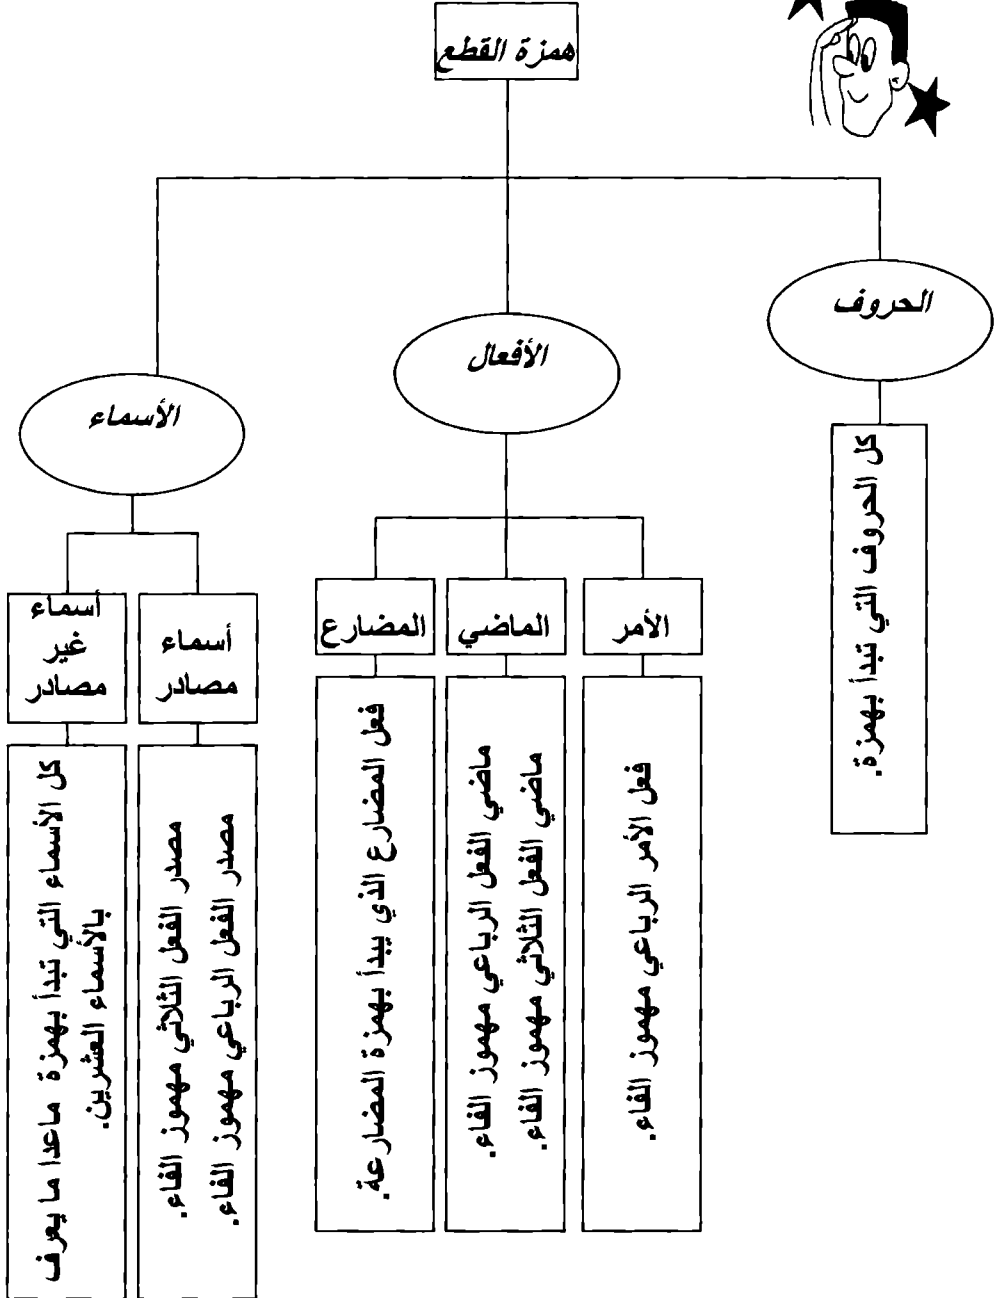 همزة القطع
الحروف
كل الحروف التي تبدأ بهمزة.
الأفعال
الأمر
فعل الأمر الرباعي مهموز الفاء.
الماضي
ماضي الفعل الرباعي مهموز الفاء.
ماضي الفعل الثلاثي مهموز الفاء.
المضارع
فعل المضارع الذي يبدأ بهمزة المضارعة.
الأسماء
أسماء
مصادر
مصدر الفعل الثلاثي مهموز الفاء.
مصدر الفعل الرباعي مهموز الفاء.
أسماء
غير
مصادر
كل الأسماء التي تبدأ بهمزة ماعدا ما يعرف
بالأسماء العشرين.